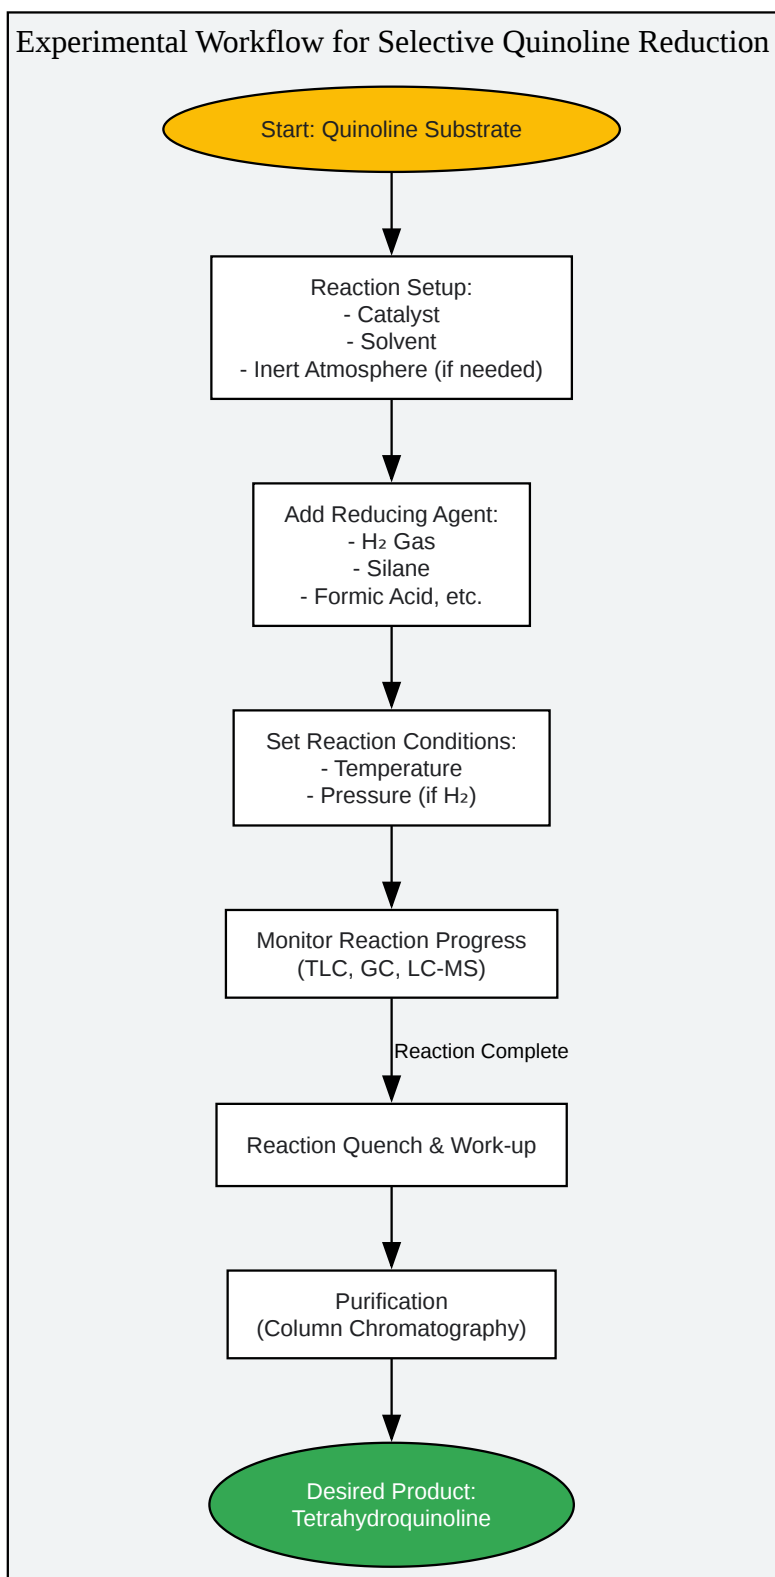 Experimental Workflow for Selective Quinoline Reduction
Start: Quinoline Substrate
Reaction Setup:
- Catalyst
- Solvent
- Inert Atmosphere (if needed)
Add Reducing Agent:
- H₂ Gas
- Silane
- Formic Acid, etc.
Set Reaction Conditions:
- Temperature
- Pressure (if H₂)
Monitor Reaction Progress
(TLC, GC, LC-MS)
Reaction Complete
Reaction Quench & Work-up
Purification
(Column Chromatography)
Desired Product:
Tetrahydroquinoline